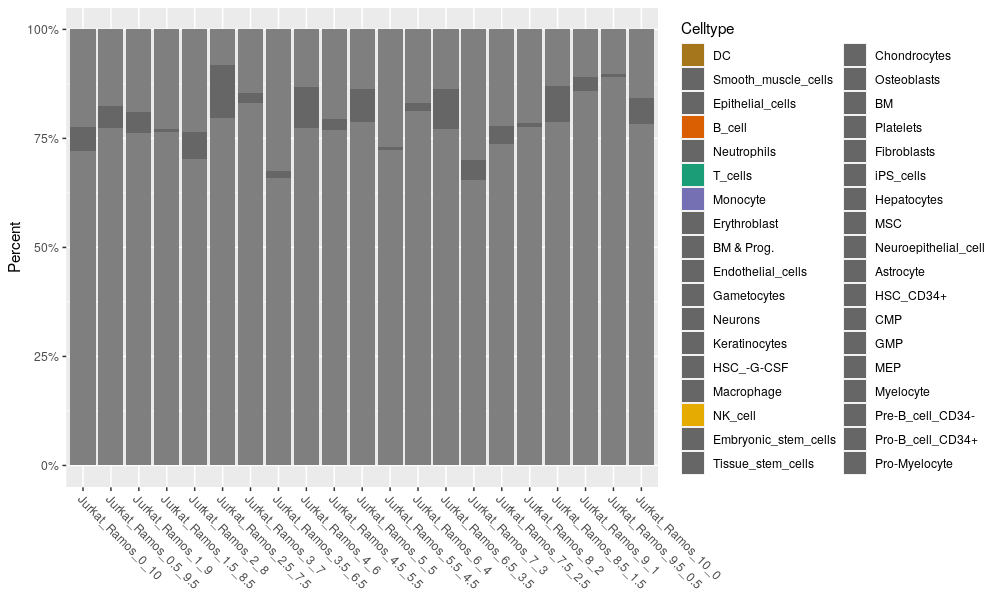 Celltype
100%
75%
50%
25%
0%
Percent
DC
Smooth_muscle_cells
Epithelial_cells
B_cell
Neutrophils
T_cells
Monocyte
Erythroblast
BM & Prog.
Endothelial_cells
Gametocytes
Neurons
Keratinocytes
HSC_-G-CSF
Macrophage
NK_cell
Embryonic_stem_cells
Tissue_stem_cells
Chondrocytes
Osteoblasts
BM
Platelets
Fibroblasts
iPS_cells
Hepatocytes
MSC
Neuroepithelial_cell
Astrocyte
HSC_CD34+
CMP
GMP
MEP
Myelocyte
Pre-B_cell_CD34-
Pro-B_cell_CD34+
Pro-Myelocyte
Jurkat_Ramos_0_10
Jurkat_Ramos_0.5_9.5
Jurkat_Ramos_1_9
Jurkat_Ramos_1.5_8.5
Jurkat_Ramos_2_8
Jurkat_Ramos_2.5_7.5
Jurkat_Ramos_3_7
Jurkat_Ramos_3.5_6.5
Jurkat_Ramos_4_6
Jurkat_Ramos_4.5_5.5
Jurkat_Ramos_5_5
Jurkat_Ramos_5.5_4.5
Jurkat_Ramos_6_4
Jurkat_Ramos_6.5_3.5
Jurkat_Ramos_7_3
Jurkat_Ramos_7.5_2.5
Jurkat_Ramos_8_2
Jurkat_Ramos_8.5_1.5
Jurkat_Ramos_9_1
Jurkat_Ramos_9.5_0.5
Jurkat_Ramos_10_0